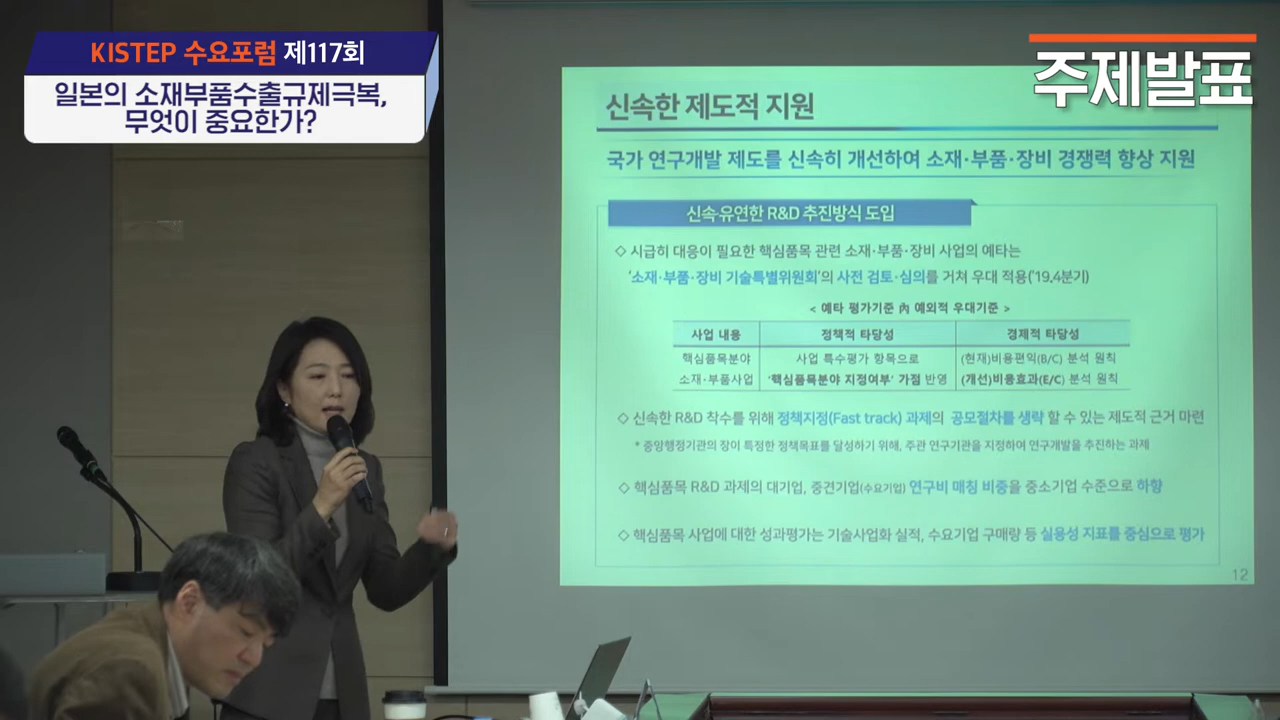 KISTEP 수요포럼 제117회
일본의 소재부품수출규제극복,
무엇이 중요한가?
주제발표
신속한 제도적 지원
국가 연구개발 제도를 신속히 개선하여 소재·부품·장비 경쟁력 향상 지원
신속·유연한 R&D 추진방식 도입
◇ 시급히 대응이 필요한 핵심품목 관련 소재·부품·장비 사업의 예타는
'소재·부품·장비 기술특별위원회'의 사전 검토·심의를 거쳐 우대 적용('19.4분기)
< 예타 평가기준 內 예외적 우대기준 >
사업 내용 정책적 타당성 경제적 타당성
핵심품목분야 사업 특수평가 항목으로 (현재)비용편익(B/C) 분석 원칙
소재·부품사업 '핵심품목분야 지정여부' 가점 반영 (개선)비용효과(E/C) 분석 원칙
◇ 신속한 R&D 착수를 위해 정책지정(Fast track) 과제의 공모절차를 생략 할 수 있는 제도적 근거 마련
* 중앙행정기관의 장이 특정한 정책목표를 달성하기 위해, 주관 연구기관을 지정하여 연구개발을 추진하는 과제
◇ 핵심품목 R&D 과제의 대기업, 중견기업(수요기업) 연구비 매칭 비중을 중소기업 수준으로 하향
◇ 핵심품목 사업에 대한 성과평가는 기술사업화 실적, 수요기업 구매량 등 실용성 지표를 중심으로 평가
12